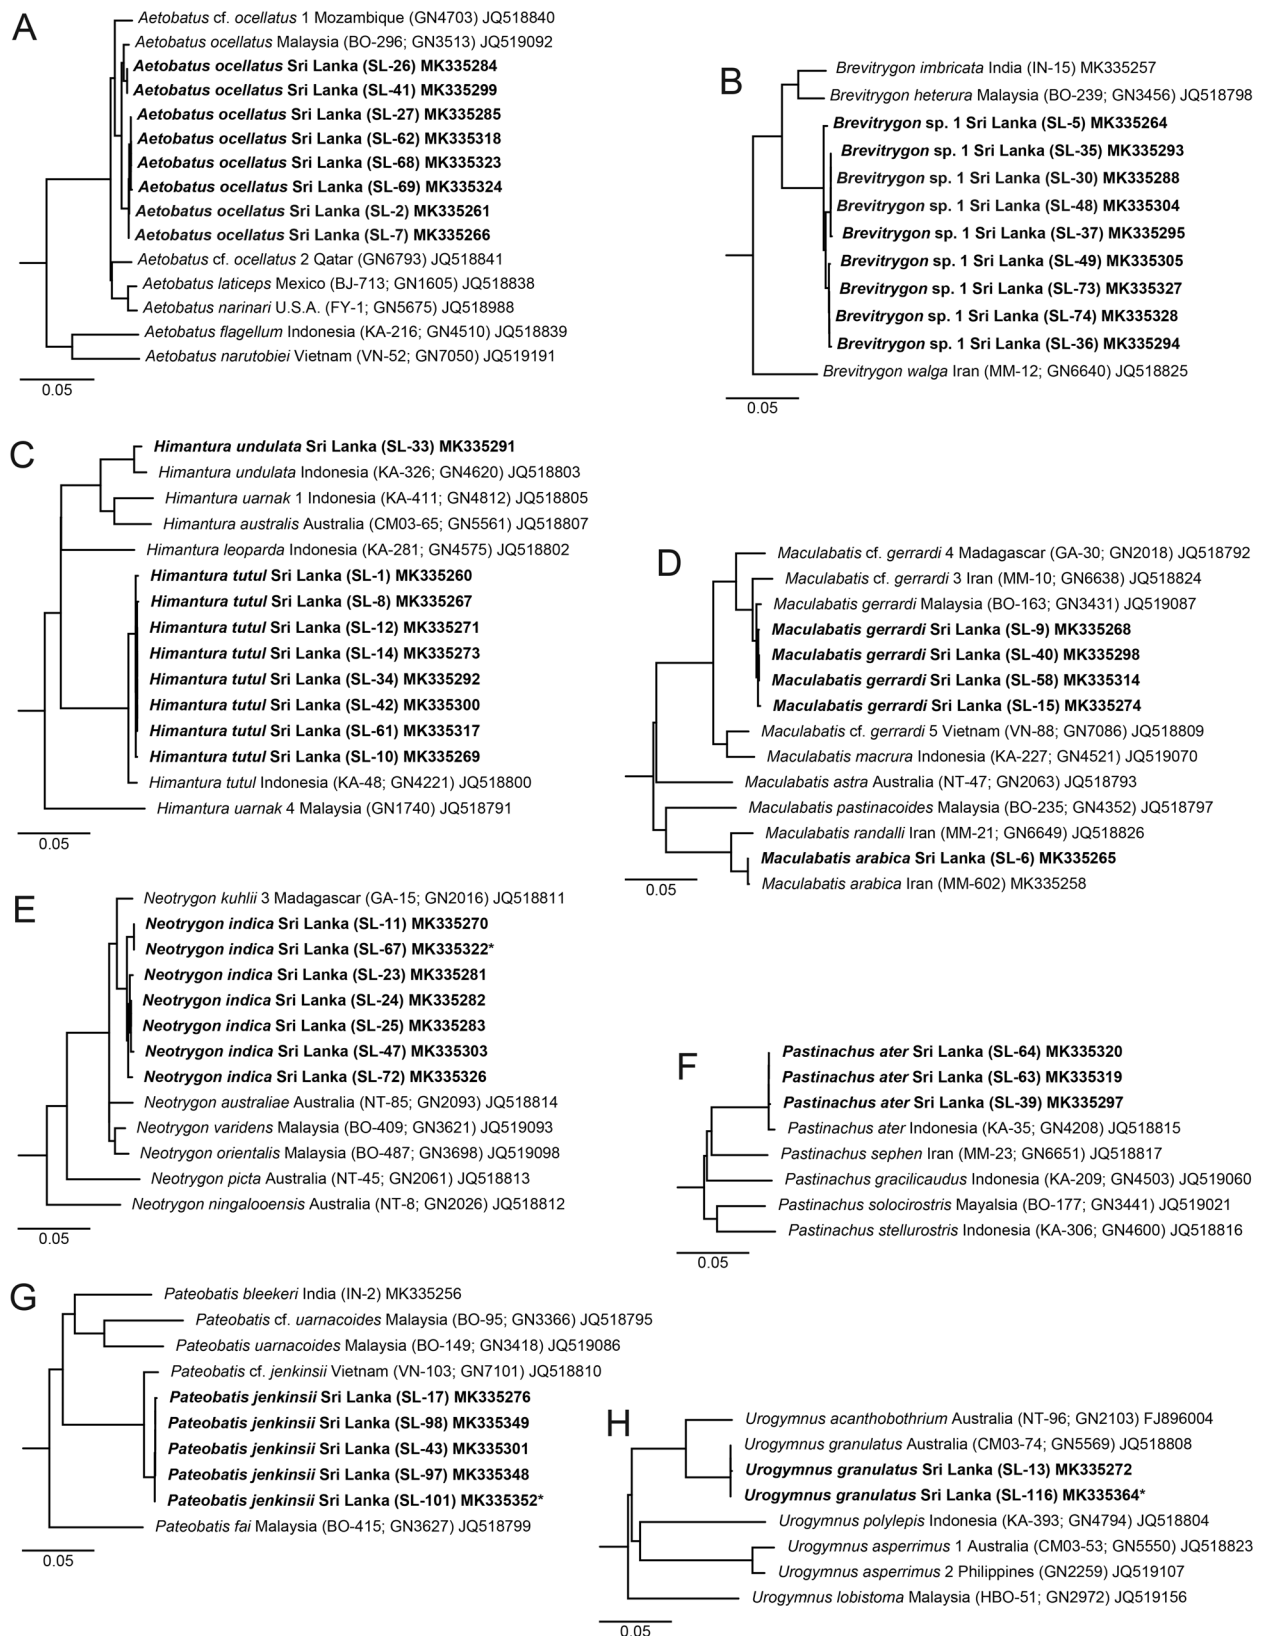 A
Aetobatus cf. ocellatus 1 Mozambique (GN4703) JQ518840
Aetobatus ocellatus Malaysia (BO-296; GN3513) JQ519092
Aetobatus ocellatus Sri Lanka (SL-26) MK335284
Aetobatus ocellatus Sri Lanka (SL-41) MK335299
Aetobatus ocellatus Sri Lanka (SL-27) MK335285
Aetobatus ocellatus Sri Lanka (SL-62) MK335318
Aetobatus ocellatus Sri Lanka (SL-68) MK335323
Aetobatus ocellatus Sri Lanka (SL-69) MK335324
Aetobatus ocellatus Sri Lanka (SL-2) MK335261
Aetobatus ocellatus Sri Lanka (SL-7) MK335266
Aetobatus cf. ocellatus 2 Qatar (GN6793) JQ518841
Aetobatus laticeps Mexico (BJ-713; GN1605) JQ518838
Aetobatus narinari U.S.A. (FY-1; GN5675) JQ518988
Aetobatus flagellum Indonesia (KA-216; GN4510) JQ518839
Aetobatus narutobiei Vietnam (VN-52; GN7050) JQ519191
0.05
B
Brevitrygon imbricata India (IN-15) MK335257
Brevitrygon heterura Malaysia (BO-239; GN3456) JQ518798
Brevitrygon sp. 1 Sri Lanka (SL-5) MK335264
Brevitrygon sp. 1 Sri Lanka (SL-35) MK335293
Brevitrygon sp. 1 Sri Lanka (SL-30) MK335288
Brevitrygon sp. 1 Sri Lanka (SL-48) MK335304
Brevitrygon sp. 1 Sri Lanka (SL-37) MK335295
Brevitrygon sp. 1 Sri Lanka (SL-49) MK335305
Brevitrygon sp. 1 Sri Lanka (SL-73) MK335327
Brevitrygon sp. 1 Sri Lanka (SL-74) MK335328
Brevitrygon sp. 1 Sri Lanka (SL-36) MK335294
Brevitrygon walga Iran (MM-12; GN6640) JQ518825
0.05
C
Himantura undulata Sri Lanka (SL-33) MK335291
Himantura undulata Indonesia (KA-326; GN4620) JQ518803
Himantura uarnak 1 Indonesia (KA-411; GN4812) JQ518805
Himantura australis Australia (CM03-65; GN5561) JQ518807
Himantura leoparda Indonesia (KA-281; GN4575) JQ518802
Himantura tutul Sri Lanka (SL-1) MK335260
Himantura tutul Sri Lanka (SL-8) MK335267
Himantura tutul Sri Lanka (SL-12) MK335271
Himantura tutul Sri Lanka (SL-14) MK335273
Himantura tutul Sri Lanka (SL-34) MK335292
Himantura tutul Sri Lanka (SL-42) MK335300
Himantura tutul Sri Lanka (SL-61) MK335317
Himantura tutul Sri Lanka (SL-10) MK335269
Himantura tutul Indonesia (KA-48; GN4221) JQ518800
Himantura uarnak 4 Malaysia (GN1740) JQ518791
0.05
D
Maculabatis cf. gerrardi 4 Madagascar (GA-30; GN2018) JQ518792
Maculabatis cf. gerrardi 3 Iran (MM-10; GN6638) JQ518824
Maculabatis gerrardi Malaysia (BO-163; GN3431) JQ519087
Maculabatis gerrardi Sri Lanka (SL-9) MK335268
Maculabatis gerrardi Sri Lanka (SL-40) MK335298
Maculabatis gerrardi Sri Lanka (SL-58) MK335314
Maculabatis gerrardi Sri Lanka (SL-15) MK335274
Maculabatis cf. gerrardi 5 Vietnam (VN-88; GN7086) JQ518809
Maculabatis macrura Indonesia (KA-227; GN4521) JQ519070
Maculabatis astra Australia (NT-47; GN2063) JQ518793
Maculabatis pastinacoides Malaysia (BO-235; GN4352) JQ518797
Maculabatis randalli Iran (MM-21; GN6649) JQ518826
Maculabatis arabica Sri Lanka (SL-6) MK335265
Maculabatis arabica Iran (MM-602) MK335258
0.05
E
Neotrygon kuhlii 3 Madagascar (GA-15; GN2016) JQ518811
Neotrygon indica Sri Lanka (SL-11) MK335270
Neotrygon indica Sri Lanka (SL-67) MK335322*
Neotrygon indica Sri Lanka (SL-23) MK335281
Neotrygon indica Sri Lanka (SL-24) MK335282
Neotrygon indica Sri Lanka (SL-25) MK335283
Neotrygon indica Sri Lanka (SL-47) MK335303
Neotrygon indica Sri Lanka (SL-72) MK335326
Neotrygon australiae Australia (NT-85; GN2093) JQ518814
Neotrygon varidens Malaysia (BO-409; GN3621) JQ519093
Neotrygon orientalis Malaysia (BO-487; GN3698) JQ519098
Neotrygon picta Australia (NT-45; GN2061) JQ518813
Neotrygon ningalooensis Australia (NT-8; GN2026) JQ518812
0.05
F
Pastinachus ater Sri Lanka (SL-64) MK335320
Pastinachus ater Sri Lanka (SL-63) MK335319
Pastinachus ater Sri Lanka (SL-39) MK335297
Pastinachus ater Indonesia (KA-35; GN4208) JQ518815
Pastinachus sephen Iran (MM-23; GN6651) JQ518817
Pastinachus gracilicaudus Indonesia (KA-209; GN4503) JQ519060
Pastinachus solocirostris Mayalsia (BO-177; GN3441) JQ519021
Pastinachus stellurostris Indonesia (KA-306; GN4600) JQ518816
0.05
G
Pateobatis bleekeri India (IN-2) MK335256
Pateobatis cf. uarnacoides Malaysia (BO-95; GN3366) JQ518795
Pateobatis uarnacoides Malaysia (BO-149; GN3418) JQ519086
Pateobatis cf. jenkinsii Vietnam (VN-103; GN7101) JQ518810
Pateobatis jenkinsii Sri Lanka (SL-17) MK335276
Pateobatis jenkinsii Sri Lanka (SL-98) MK335349
Pateobatis jenkinsii Sri Lanka (SL-43) MK335301
Pateobatis jenkinsii Sri Lanka (SL-97) MK335348
Pateobatis jenkinsii Sri Lanka (SL-101) MK335352*
Pateobatis fai Malaysia (BO-415; GN3627) JQ518799
0.05
H
Urogymnus acanthobothrium Australia (NT-96; GN2103) FJ896004
Urogymnus granulatus Australia (CM03-74; GN5569) JQ518808
Urogymnus granulatus Sri Lanka (SL-13) MK335272
Urogymnus granulatus Sri Lanka (SL-116) MK335364*
Urogymnus polylepis Indonesia (KA-393; GN4794) JQ518804
Urogymnus asperrimus 1 Australia (CM03-53; GN5550) JQ518823
Urogymnus asperrimus 2 Philippines (GN2259) JQ519107
Urogymnus lobistoma Malaysia (HBO-51; GN2972) JQ519156
0.05